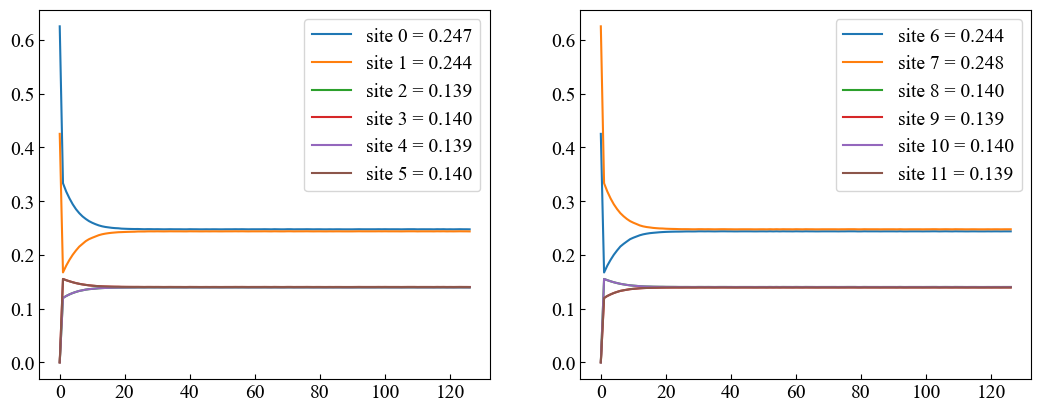 0.6
0.5
0.4
0.3
0.2
0.1
0.0
0 20 40 60 80 100 120
site 0 = 0.247
site 1 = 0.244
site 2 = 0.139
site 3 = 0.140
site 4 = 0.139
site 5 = 0.140
0.6
0.5
0.4
0.3
0.2
0.1
0.0
0 20 40 60 80 100 120
site 6 = 0.244
site 7 = 0.248
site 8 = 0.140
site 9 = 0.139
site 10 = 0.140
site 11 = 0.139